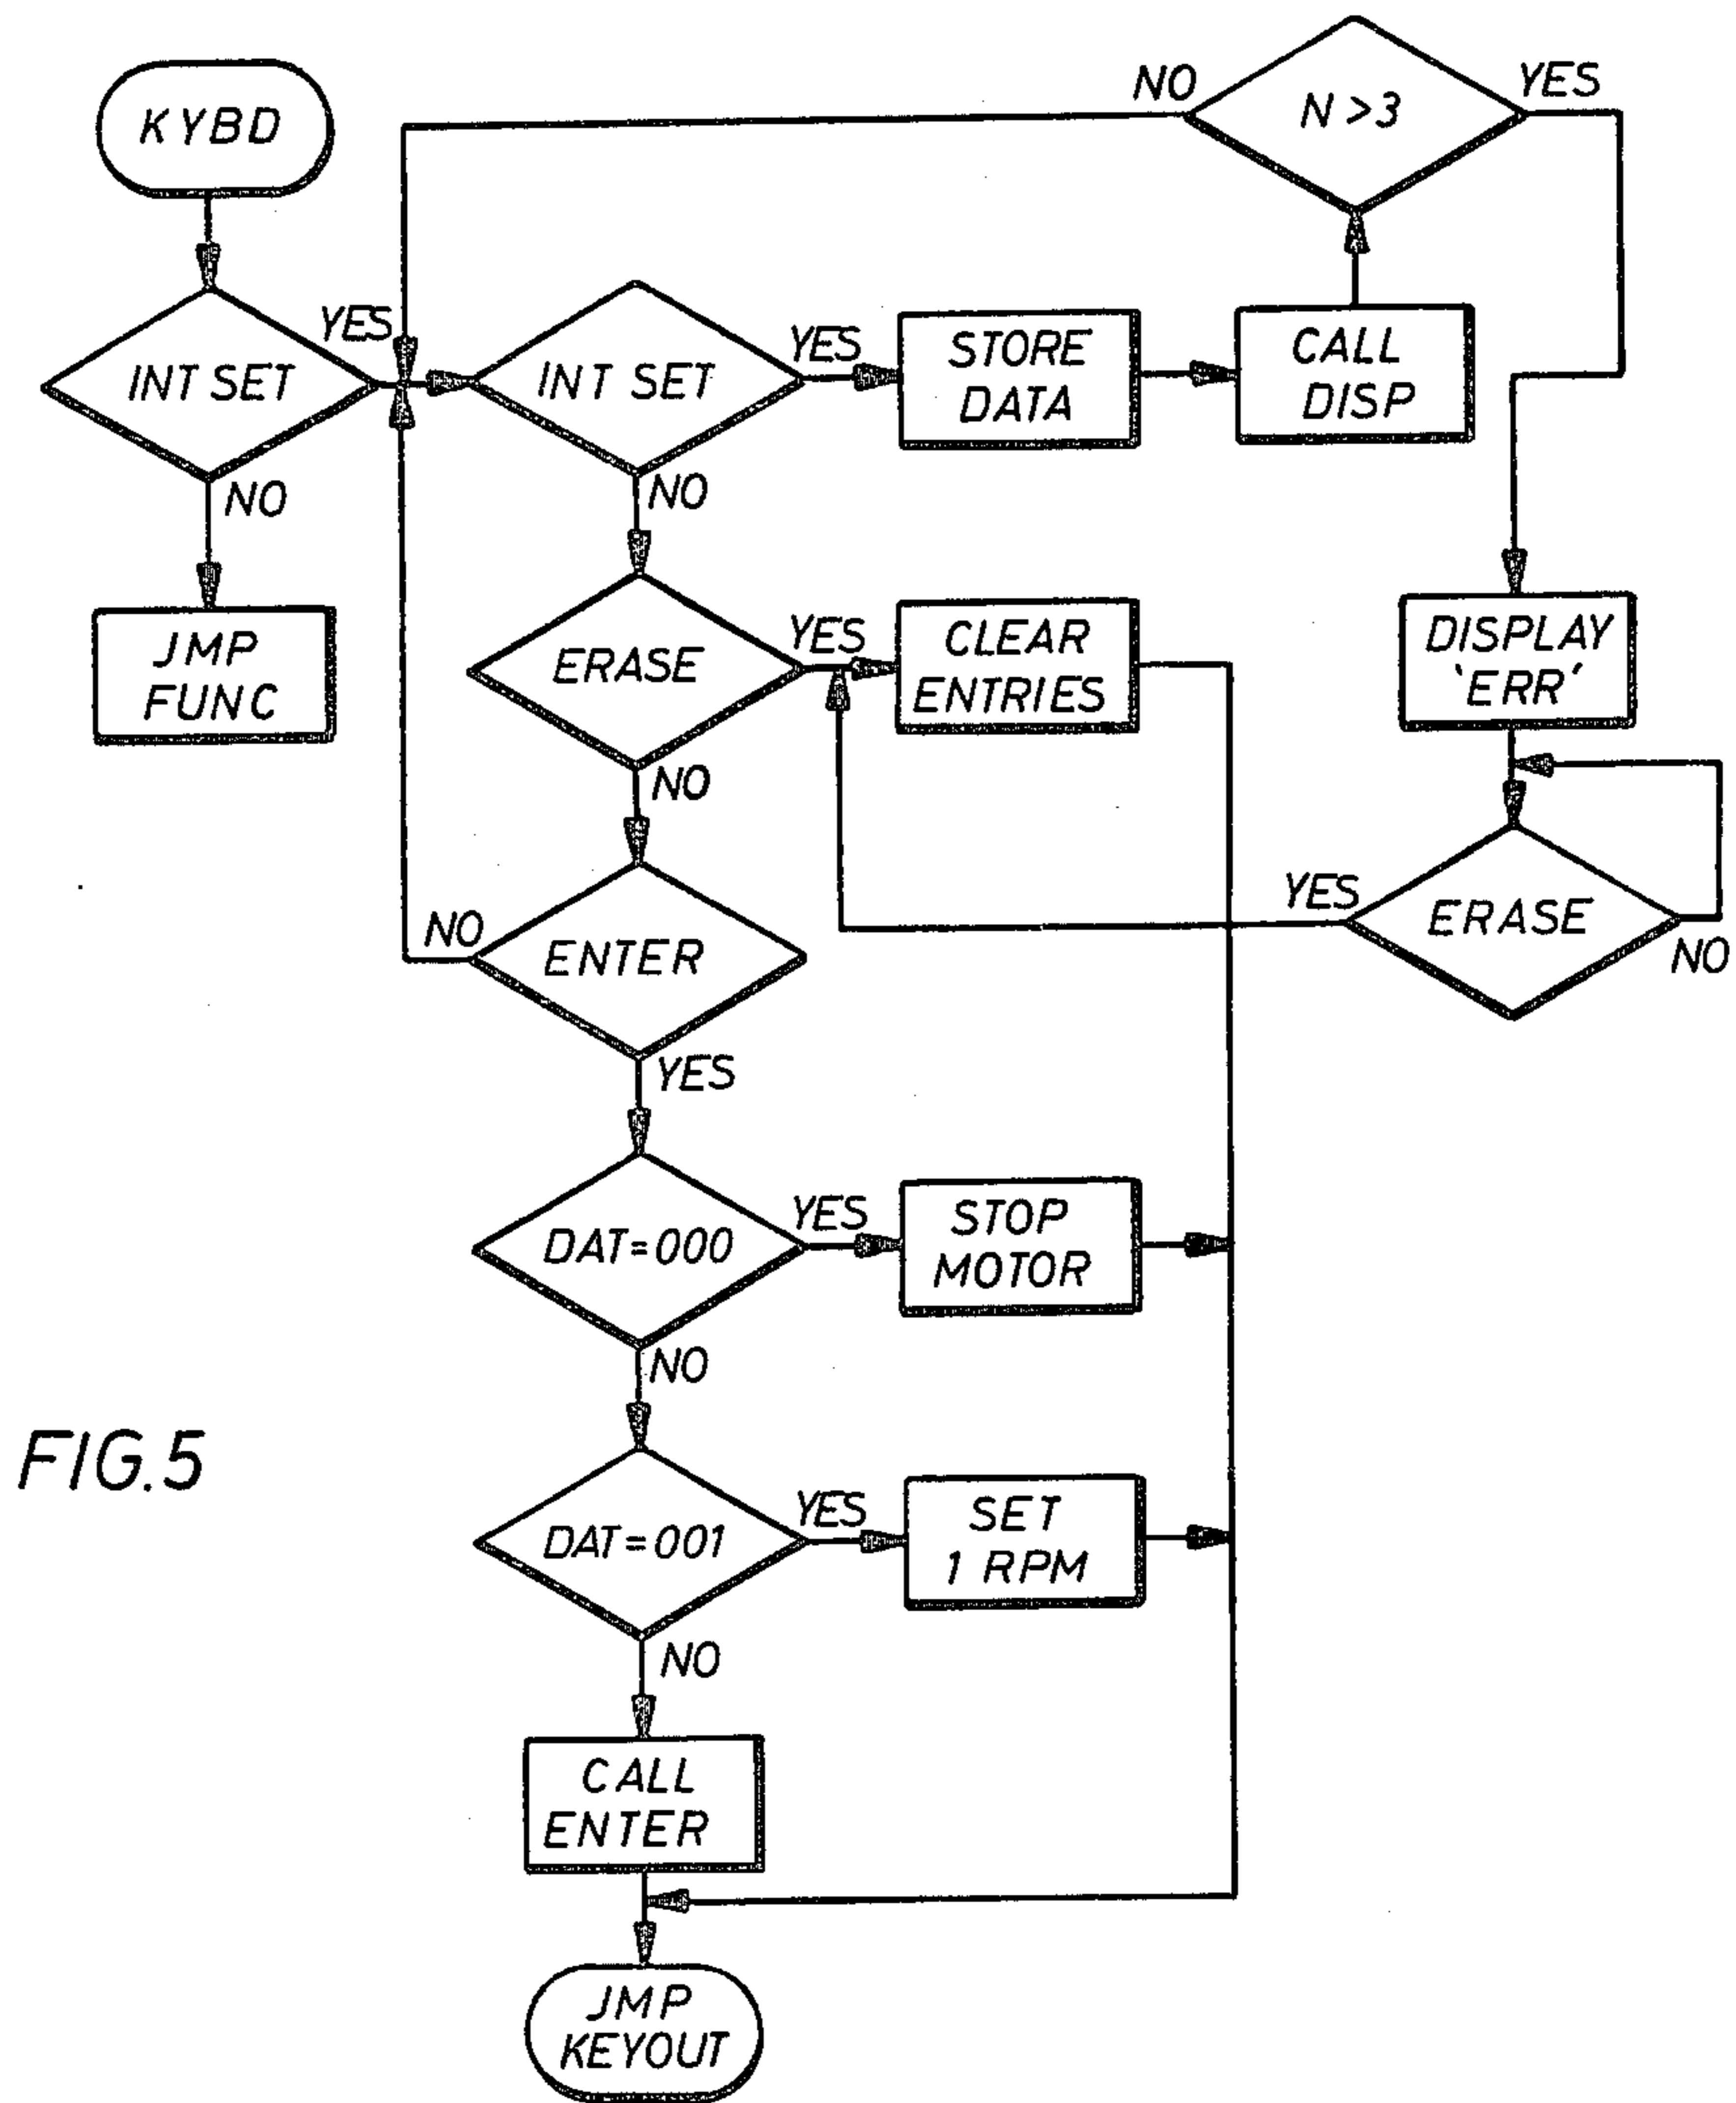 KYBD
NO
N >3
YES
INT SET
YES
NO
JMP
FUNC
INT SET
YES
NO
STORE
DATA
CALL
DISP
ERASE
YES
NO
CLEAR
ENTRIES
DISPLAY
'ERR'
YES
ERASE
NO
NO
ENTER
YES
DAT=000
YES
NO
STOP
MOTOR
FIG.5
DAT=001
YES
NO
SET
1 RPM
CALL
ENTER
JMP
KEYOUT